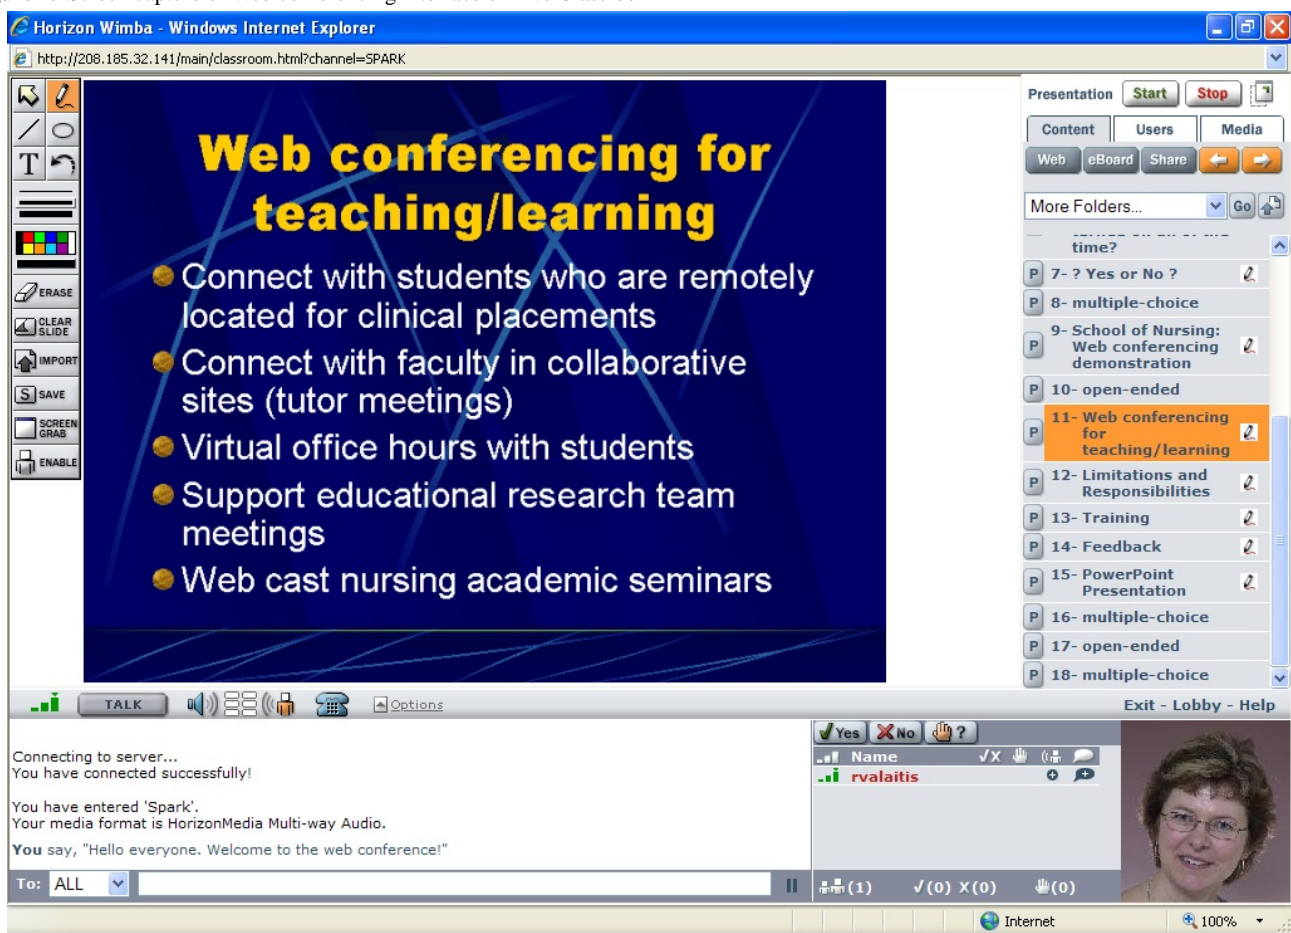 Horizon Wimba - Windows Internet Explorer
http://208.185.32.141/main/classroom.html?channel=SPARK
T
ERASE
CLEAR
SLIDE
IMPORT
S SAVE
SCREEN
GRAB
ENABLE
Web conferencing for
teaching/learning
Connect with students who are remotely
located for clinical placements
Connect with faculty in collaborative
sites (tutor meetings)
Virtual office hours with students
Support educational research team
meetings
Web cast nursing academic seminars
Presentation Start Stop
Content Users Media
Web eBoard Share
More Folders... Go
time?
P 7- ? Yes or No ?
P 8- multiple-choice
P 9- School of Nursing:
Web conferencing
demonstration
P 10- open-ended
P 11- Web conferencing
for
teaching/learning
P 12- Limitations and
Responsibilities
P 13- Training
P 14- Feedback
P 15- PowerPoint
Presentation
P 16- multiple-choice
P 17- open-ended
P 18- multiple-choice
TALK Options
Exit - Lobby - Help
Connecting to server...
You have connected successfully!
You have entered 'Spark'.
Your media format is HorizonMedia Multi-way Audio.
You say, "Hello everyone. Welcome to the web conference!"
To: ALL
Yes No ?
Name √X
rvalaitis
(1) √(0) X(0) (0)
Internet 100%